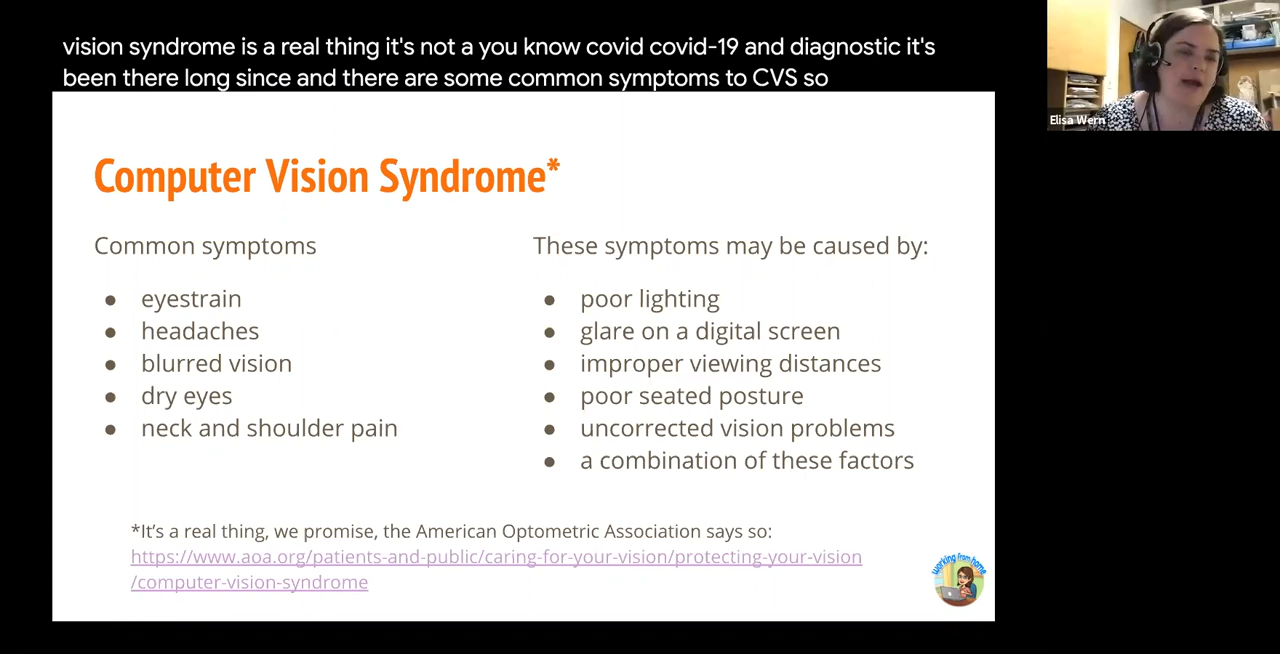 vision syndrome is a real thing it's not a you know covid covid-19 and diagnostic it's
been there long since and there are some common symptoms to CVS so
Elisa Wern
Computer Vision Syndrome*
Common symptoms
● eyestrain
● headaches
● blurred vision
● dry eyes
● neck and shoulder pain
These symptoms may be caused by:
● poor lighting
● glare on a digital screen
● improper viewing distances
● poor seated posture
● uncorrected vision problems
● a combination of these factors
*It's a real thing, we promise, the American Optometric Association says so:
https://www.aoa.org/patients-and-public/caring-for-your-vision/protecting-your-vision
/computer-vision-syndrome
Working from home